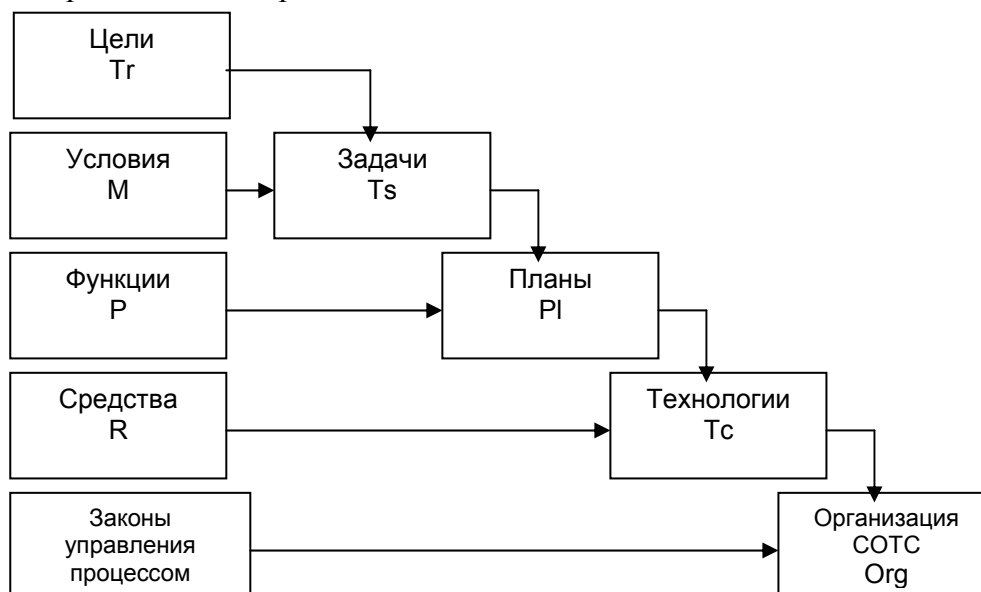 Цели
Tr
Условия
M
Задачи
Ts
Функции
P
Планы
Pl
Средства
R
Технологии
Tc
Законы
управления
процессом
Организация
СОТС
Org